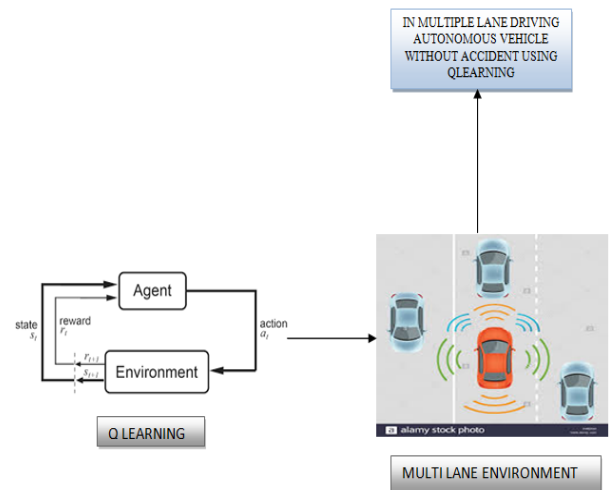 IN MULTIPLE LANE DRIVING
AUTONOMOUS VEHICLE
WITHOUT ACCIDENT USING
QLEARNING
Agent
state
s_t
reward
r_t
action
a_t
r_{t+1}
s_{t+1}
Environment
Q LEARNING
a alamy stock photo
MULTI LANE ENVIRONMENT